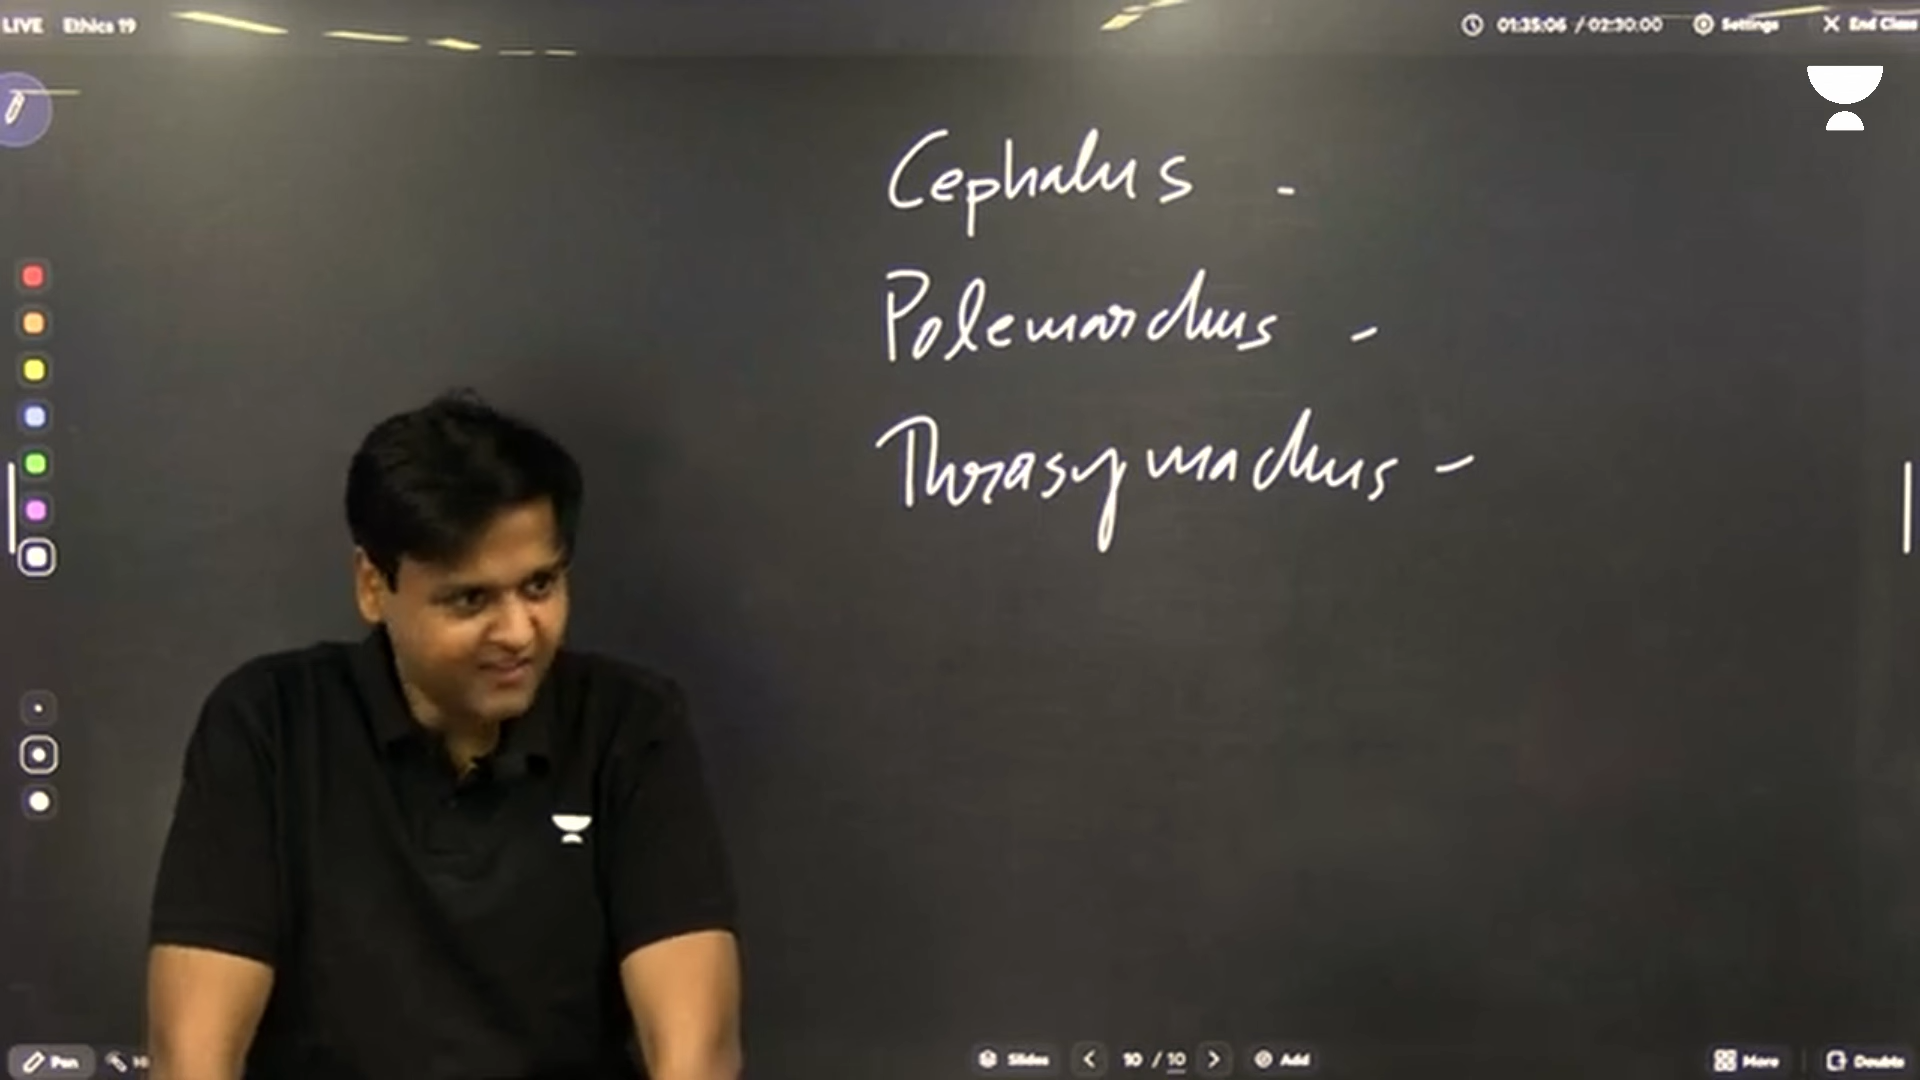 LIVE Ethics 19
01:35:06 / 02:30:00 Settings X End Class
Cephalus -
Polemarchus -
Thrasymachus -
Pen
Slides < 10 / 10 > Add
More Doubts